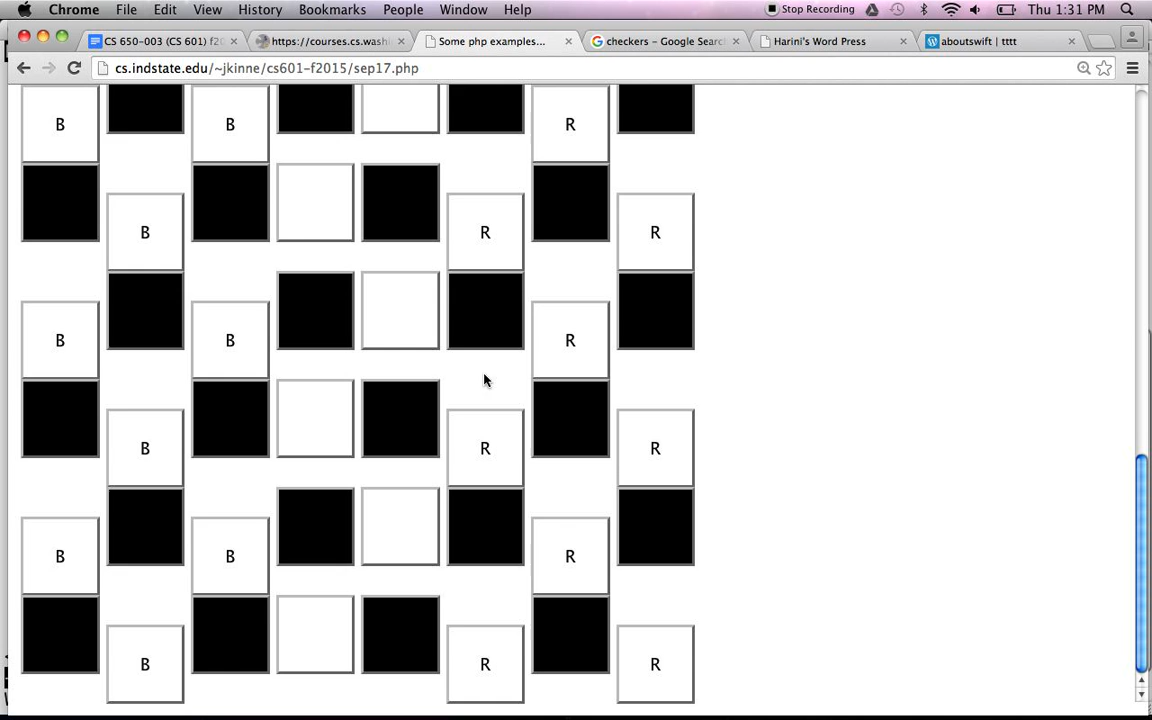 Chrome File Edit View History Bookmarks People Window Help Stop Recording Thu 1:31 PM
CS 650-003 (CS 601) f20 https://courses.cs.wash Some php examples... checkers - Google Searc Harini's Word Press aboutswift | tttt
cs.indstate.edu/~jkinne/cs601-f2015/sep17.php
B B R
B R R
B B R
B R R
B B R
B R R